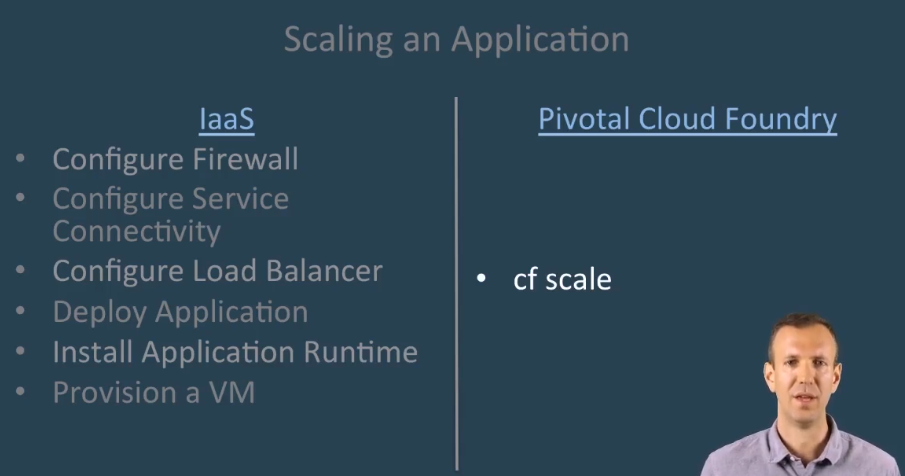 Scaling an Application
IaaS
• Configure Firewall
• Configure Service
Connectivity
• Configure Load Balancer
• Deploy Application
• Install Application Runtime
• Provision a VM
Pivotal Cloud Foundry
• cf scale